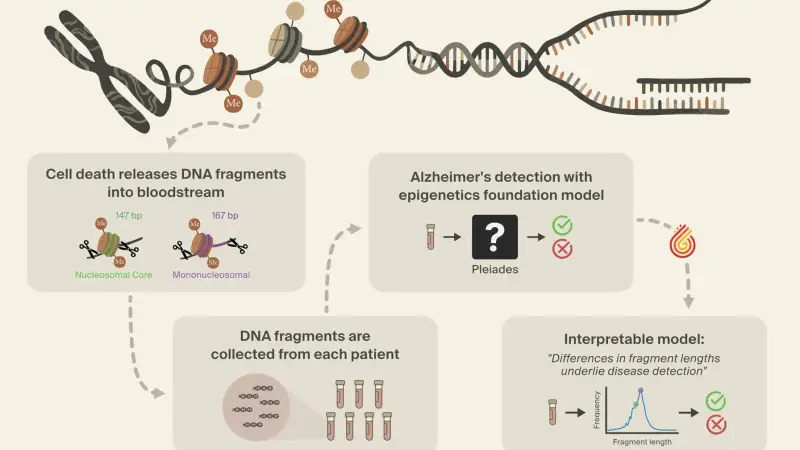 Me
Me
Me
Me
Cell death releases DNA fragments
into bloodstream
147 bp
167 bp
Me
Me
Me
Me
Nucleosomal Core
Mononucleosomal
DNA fragments are
collected from each patient
Alzheimer's detection with
epigenetics foundation model
?
Pleiades
Interpretable model:
"Differences in fragment lengths
underlie disease detection"
Frequency
Fragment length